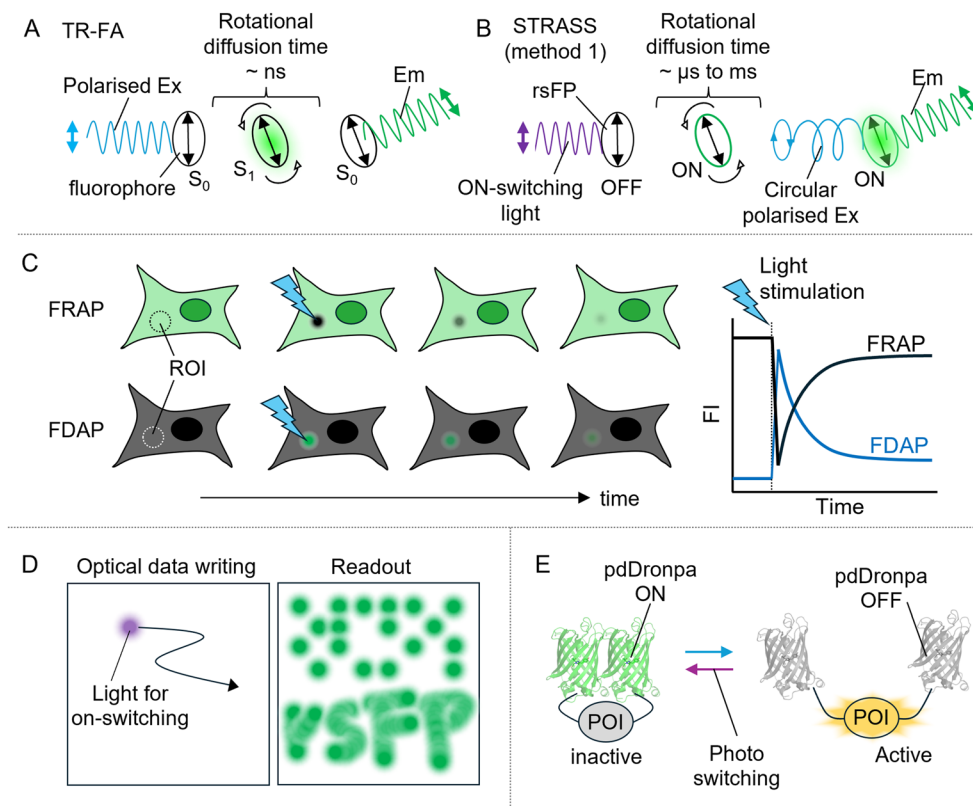 A
TR-FA
Rotational
diffusion time
~ ns
Polarised Ex
fluorophore
S0
S1
S0
Em
B
STRASS
(method 1)
Rotational
diffusion time
~ μs to ms
rsFP
Em
ON-switching
light
OFF
ON
Circular
polarised Ex
ON
C
FRAP
ROI
FDAP
time
Light
stimulation
FRAP
FI
FDAP
Time
D
Optical data writing
Readout
Light for
on-switching
rsFP
E
pdDronpa
ON
pdDronpa
OFF
POI
inactive
Photo
switching
POI
Active